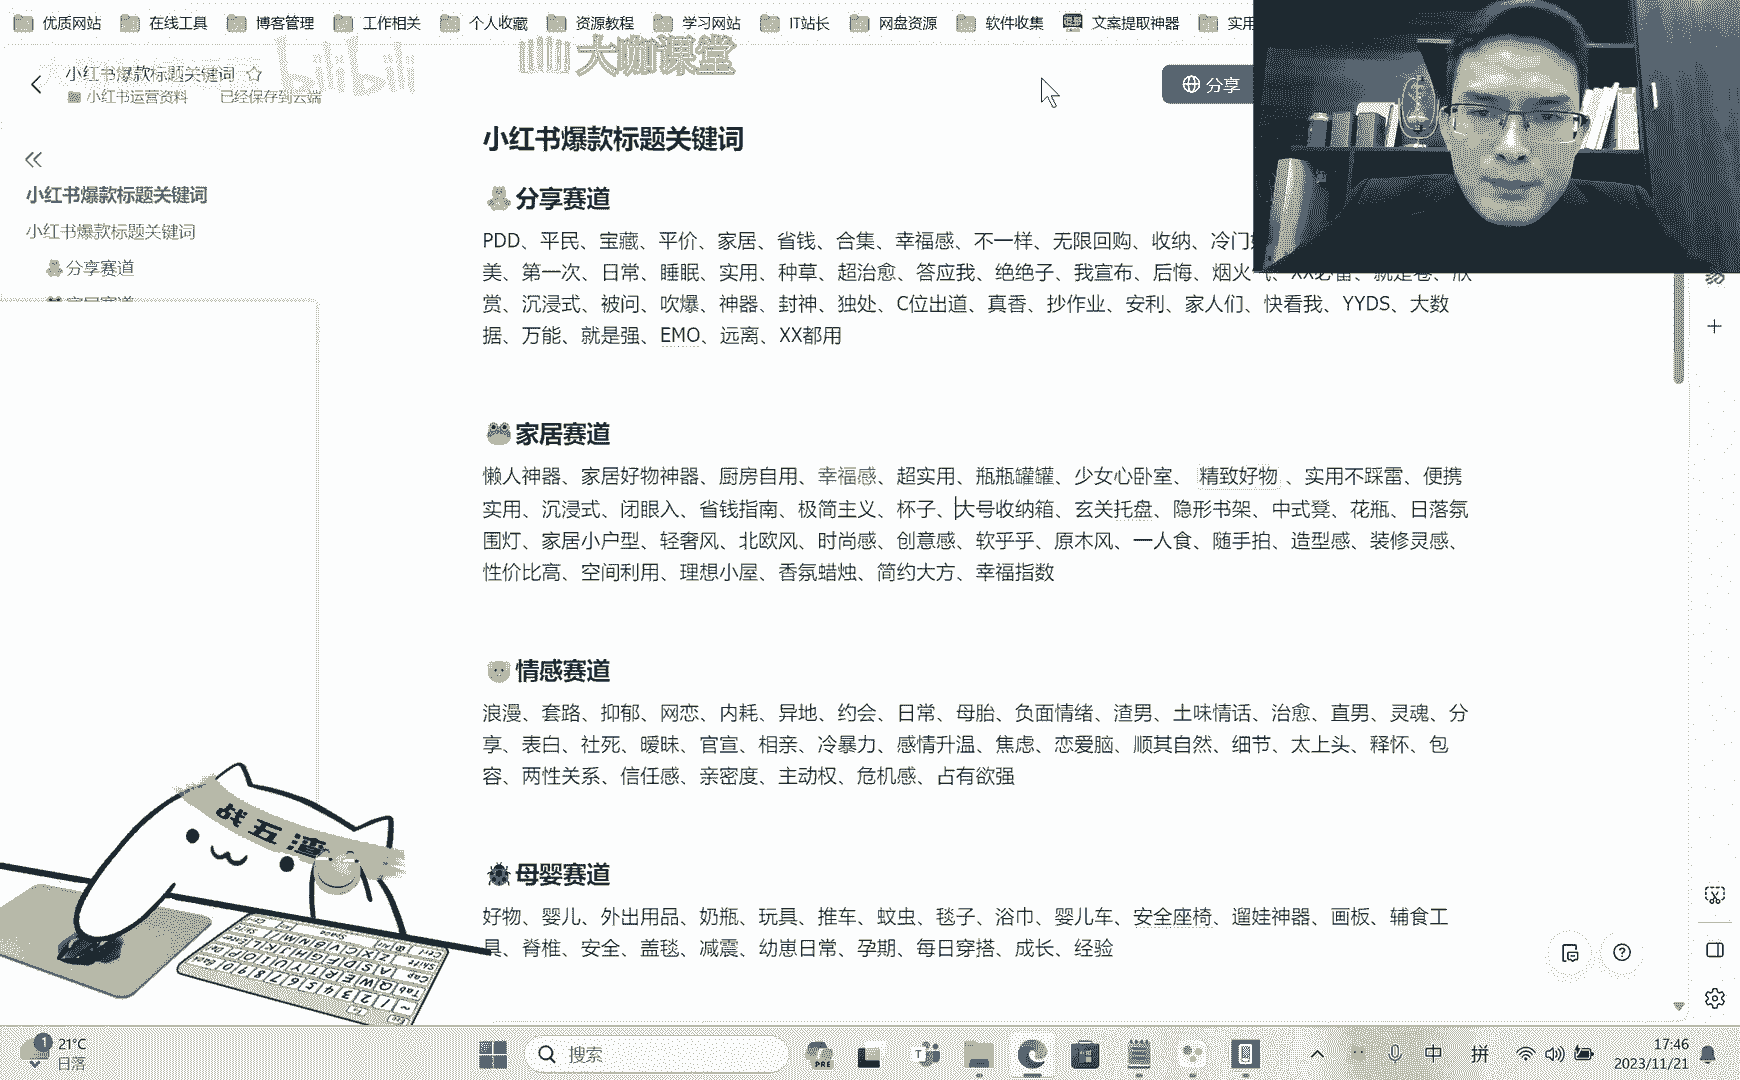 优质网站 在线工具 博客管理 工作相关 个人收藏 资源教程 学习网站 IT站长 网盘资源 软件收集 文案提取神器 实用
bilibili 大咖课堂
小红书爆款标题关键词
小红书运营资料 已经保存到云端
分享
小红书爆款标题关键词
小红书爆款标题关键词
分享赛道
小红书爆款标题关键词
分享赛道
PDD、平民、宝藏、平价、家居、省钱、合集、幸福感、不一样、无限回购、收纳、冷门
美、第一次、日常、睡眠、实用、种草、超治愈、答应我、绝绝子、我宣布、后悔、烟火气、XX必备、就是卷、欣
赏、沉浸式、被问、吹爆、神器、封神、独处、C位出道、真香、抄作业、安利、家人们、快看我、YYDS、大数
据、万能、就是强、EMO、远离、XX都用
家居赛道
懒人神器、家居好物神器、厨房自用、幸福感、超实用、瓶瓶罐罐、少女心卧室、 精致好物 、实用不踩雷、便携
实用、沉浸式、闭眼入、省钱指南、极简主义、杯子、大号收纳箱、玄关托盘、隐形书架、中式凳、花瓶、日落氛
围灯、家居小户型、轻奢风、北欧风、时尚感、创意感、软乎乎、原木风、一人食、随手拍、造型感、装修灵感、
性价比高、空间利用、理想小屋、香氛蜡烛、简约大方、幸福指数
情感赛道
浪漫、套路、抑郁、网恋、内耗、异地、约会、日常、母胎、负面情绪、渣男、土味情话、治愈、直男、灵魂、分
享、表白、社死、暧昧、官宣、相亲、冷暴力、感情升温、焦虑、恋爱脑、顺其自然、细节、太上头、释怀、包
容、两性关系、信任感、亲密度、主动权、危机感、占有欲强
母婴赛道
好物、婴儿、外出用品、奶瓶、玩具、推车、蚊虫、毯子、浴巾、婴儿车、安全座椅、遛娃神器、画板、辅食工
具、脊椎、安全、盖毯、减震、幼崽日常、孕期、每日穿搭、成长、经验
战五渣
1 21°C
日落
搜索
PRE
中 拼
17:46
2023/11/21